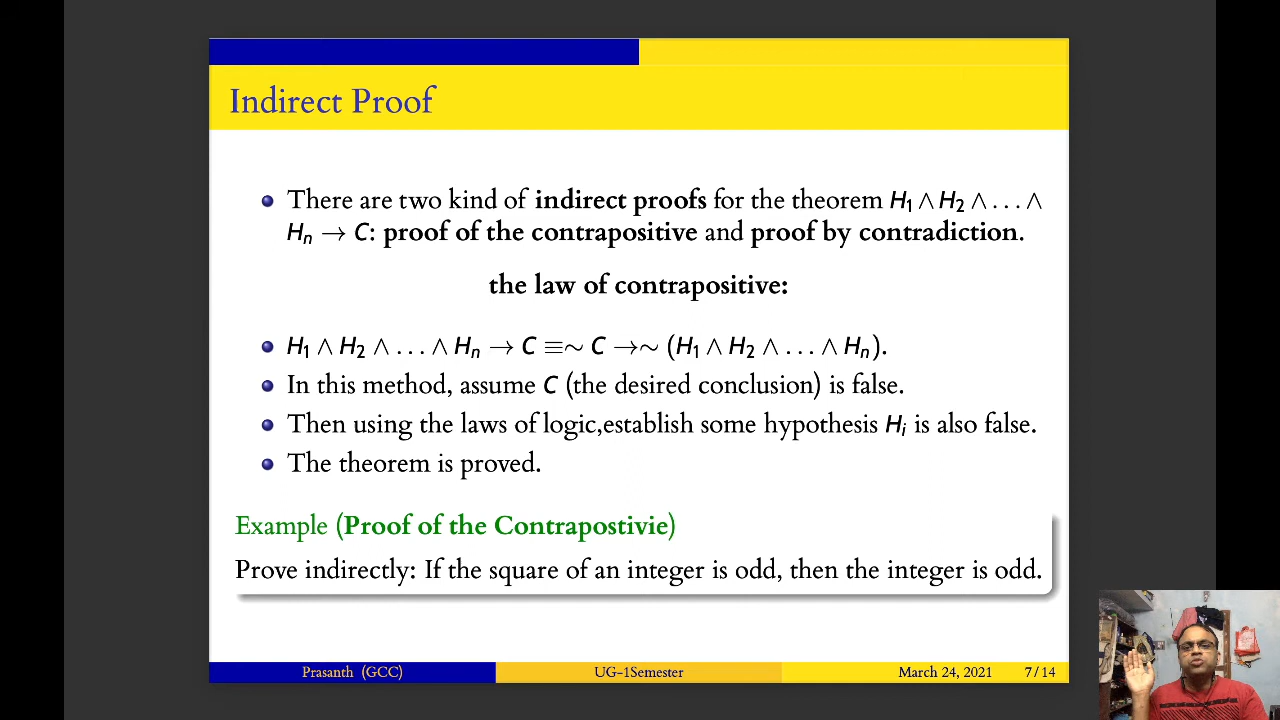 Indirect Proof
There are two kind of indirect proofs for the theorem H₁ ∧ H₂ ∧ . . . ∧
Hₙ → C: proof of the contrapositive and proof by contradiction.
the law of contrapositive:
H₁ ∧ H₂ ∧ . . . ∧ Hₙ → C ≡∼ C →∼ (H₁ ∧ H₂ ∧ . . . ∧ Hₙ).
In this method, assume C (the desired conclusion) is false.
Then using the laws of logic,establish some hypothesis Hᵢ is also false.
The theorem is proved.
Example (Proof of the Contrapostivie)
Prove indirectly: If the square of an integer is odd, then the integer is odd.
Prasanth (GCC) UG-1Semester March 24, 2021 7 / 14